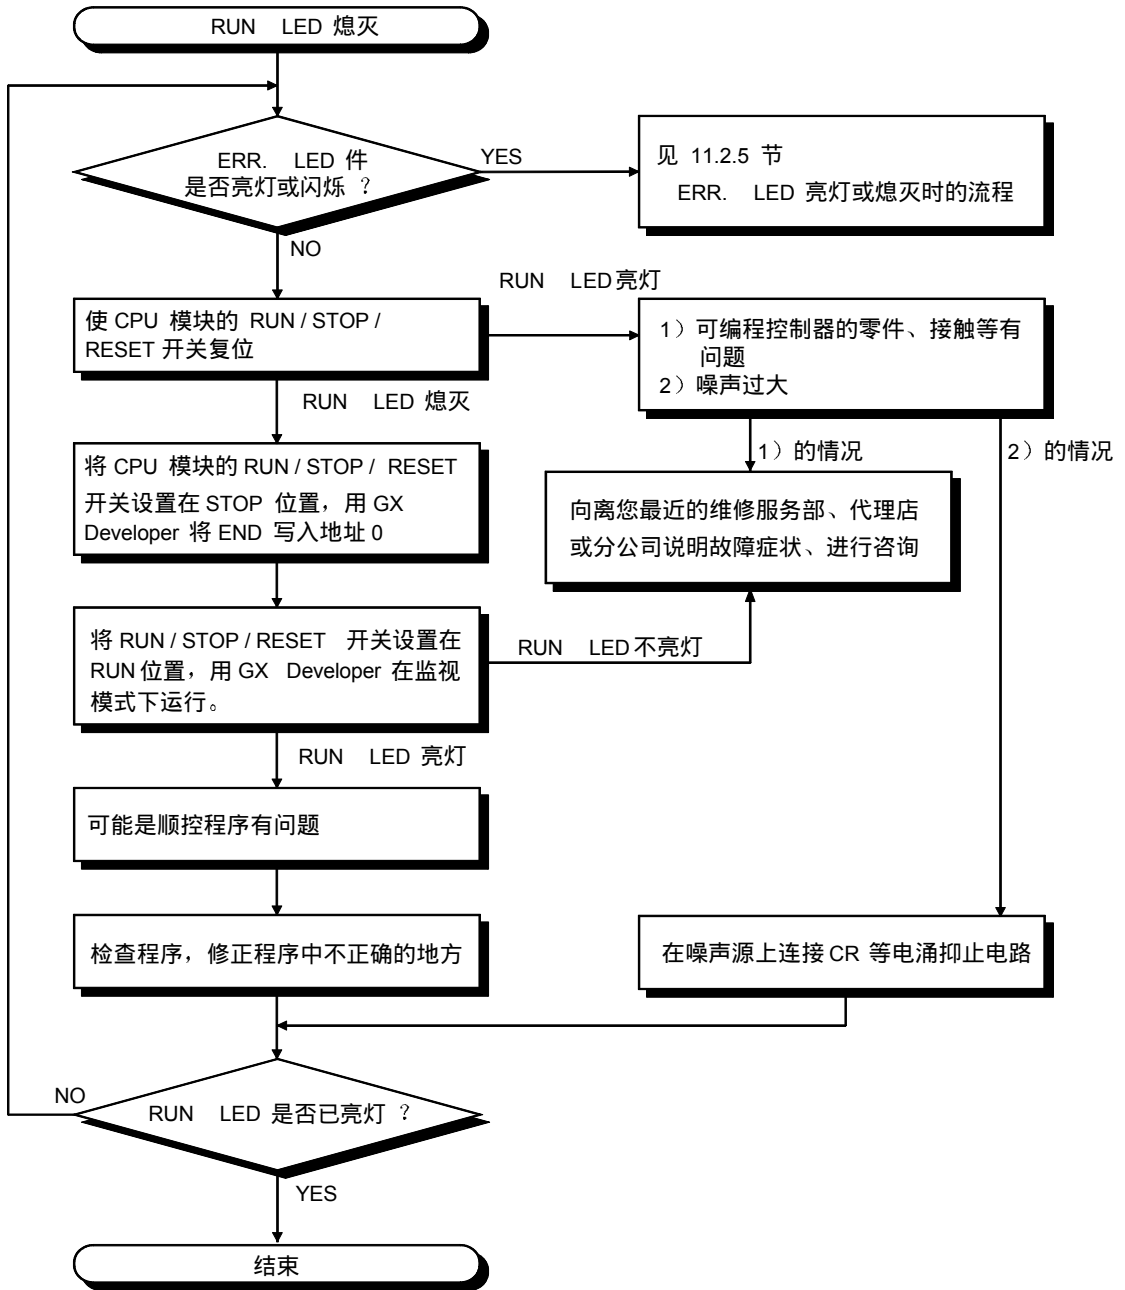 RUN LED 熄灭
ERR. LED 件
是否亮灯或闪烁 ？
YES
见 11.2.5 节
ERR. LED 亮灯或熄灭时的流程
NO
RUN LED 亮灯
使 CPU 模块的 RUN / STOP /
RESET 开关复位
1）可编程控制器的零件、接触等有
问题
2）噪声过大
RUN LED 熄灭
1）的情况
2）的情况
将 CPU 模块的 RUN / STOP / RESET
开关设置在 STOP 位置，用 GX
Developer 将 END 写入地址 0
向离您最近的维修服务部、代理店
或分公司说明故障症状、进行咨询
将 RUN / STOP / RESET 开关设置在
RUN 位置，用 GX Developer 在监视
模式下运行。
RUN LED 不亮灯
RUN LED 亮灯
可能是顺控程序有问题
检查程序，修正程序中不正确的地方
在噪声源上连接 CR 等电涌抑止电路
NO
RUN LED 是否已亮灯 ？
YES
结束